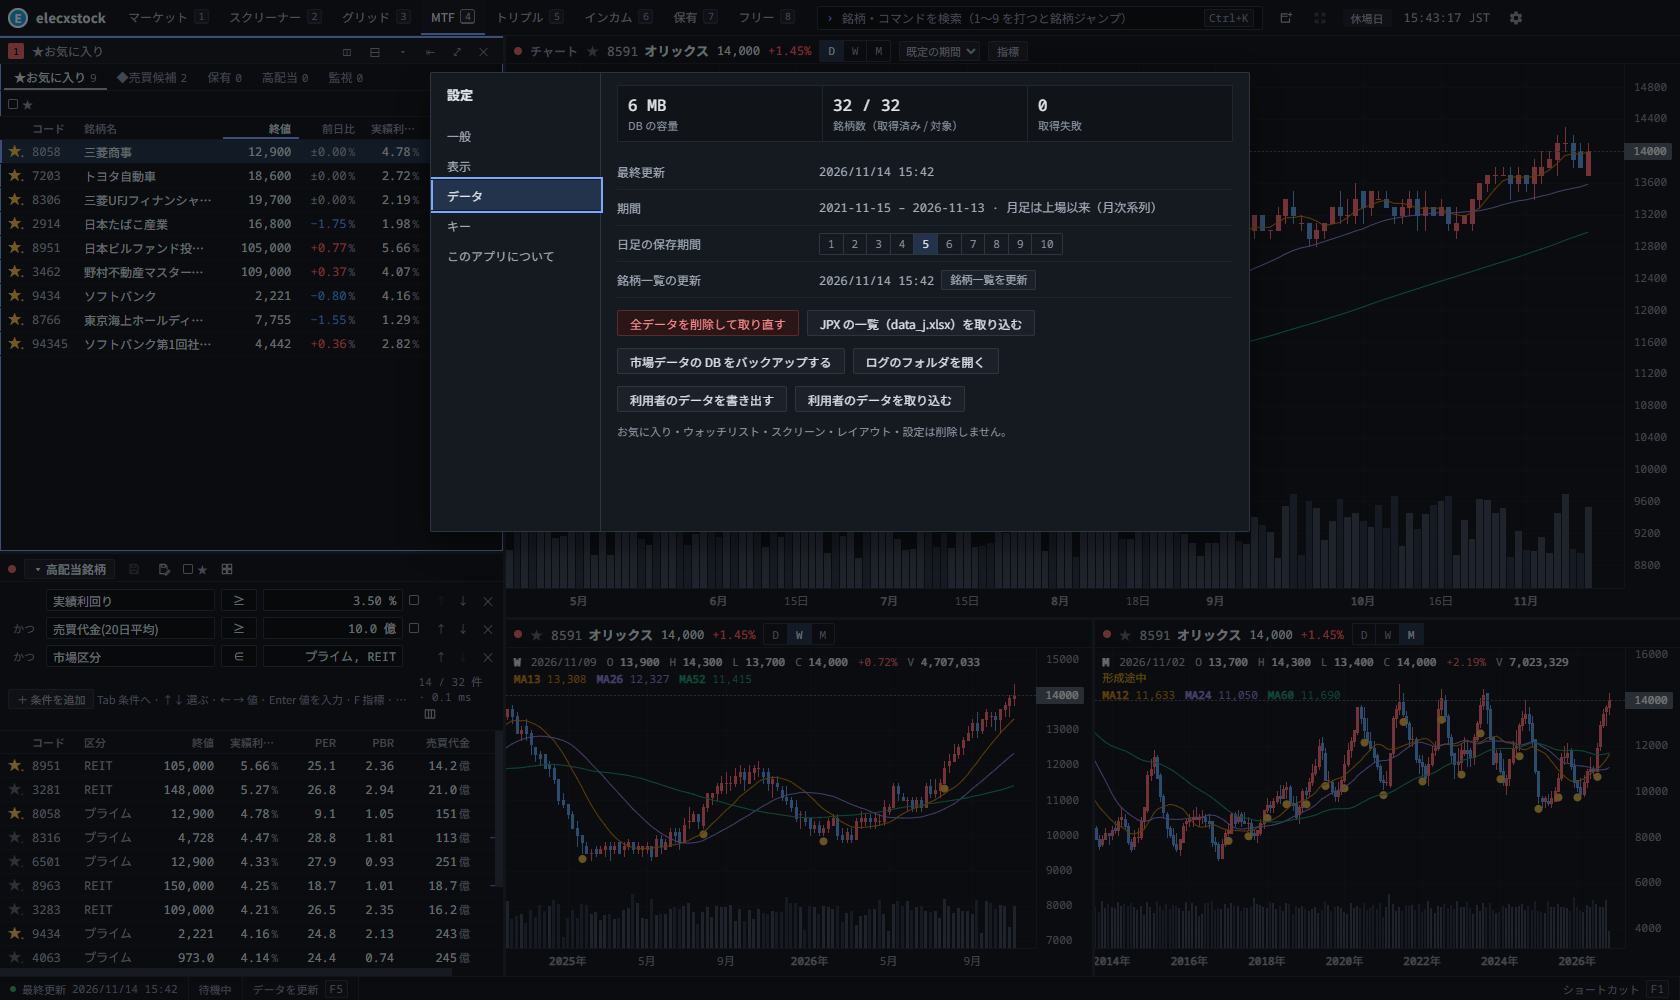 elecxstock マーケット 1 スクリーナー 2 グリッド 3 MTF 4 トリプル 5 インカム 6 保有 7 フリー 8 › 銘柄・コマンドを検索（1〜9 を打つと銘柄ジャンプ） Ctrl+K 休場日 15:43:17 JST
1 ★お気に入り
★お気に入り 9 ◆売買候補 2 保有 0 高配当 0 監視 0
コード 銘柄名 終値 前日比 実績利…
8058 三菱商事 12,900 ±0.00% 4.78%
7203 トヨタ自動車 18,600 ±0.00% 2.72%
8306 三菱UFJフィナンシャ… 19,700 ±0.00% 2.19%
2914 日本たばこ産業 16,800 -1.75% 1.98%
8951 日本ビルファンド投… 105,000 +0.77% 5.66%
3462 野村不動産マスター… 109,000 +0.37% 4.07%
9434 ソフトバンク 2,221 -0.80% 4.16%
8766 東京海上ホールディ… 7,755 -1.55% 1.29%
94345 ソフトバンク第1回社… 4,442 +0.36% 2.82%
チャート ★ 8591 オリックス 14,000 +1.45% D W M 既定の期間 指標
14800
14400
14000
13600
13200
12800
12400
12000
11600
11200
10800
10400
10000
9600
9200
8800
5月 6月 15日 7月 15日 8月 18日 9月 10月 16日 11月
設定
一般
表示
データ
キー
このアプリについて
6 MB
DB の容量
32 / 32
銘柄数（取得済み / 対象）
0
取得失敗
最終更新 2026/11/14 15:42
期間 2021-11-15 – 2026-11-13 · 月足は上場以来（月次系列）
日足の保存期間 1 2 3 4 5 6 7 8 9 10
銘柄一覧の更新 2026/11/14 15:42 銘柄一覧を更新
全データを削除して取り直す JPX の一覧（data_j.xlsx）を取り込む
市場データの DB をバックアップする ログのフォルダを開く
利用者のデータを書き出す 利用者のデータを取り込む
お気に入り・ウォッチリスト・スクリーン・レイアウト・設定は削除しません。
高配当銘柄
実績利回り ≥ 3.50 %
かつ 売買代金(20日平均) ≥ 10.0 億
かつ 市場区分 ∈ プライム, REIT
＋ 条件を追加 Tab 条件へ · ↑↓ 選ぶ · ←→ 値 · Enter 値を入力 · F 指標 · …
14 / 32 件
· 0.1 ms
コード 区分 終値 実績利… PER PBR 売買代金
8951 REIT 105,000 5.66% 25.1 2.36 14.2億
3281 REIT 148,000 5.27% 26.8 2.94 21.0億
8058 プライム 12,900 4.78% 9.1 1.05 151億
8316 プライム 4,728 4.47% 28.8 1.81 113億
6501 プライム 12,900 4.33% 27.9 0.93 251億
8963 REIT 150,000 4.25% 18.7 1.01 18.7億
3283 REIT 109,000 4.21% 26.5 2.35 16.2億
9434 プライム 2,221 4.16% 24.8 2.13 243億
4063 プライム 973.0 4.14% 24.4 0.74 245億
★ 8591 オリックス 14,000 +1.45% D W M
W 2026/11/09 O 13,900 H 14,300 L 13,700 C 14,000 +0.72% V 4,707,033
MA13 13,308 MA26 12,327 MA52 11,415
15000
14000
13000
12000
11000
10000
9000
8000
7000
2025年 5月 9月 2026年 5月 9月
★ 8591 オリックス 14,000 +1.45% D W M
M 2026/11/02 O 13,700 H 14,300 L 13,400 C 14,000 +2.19% V 7,023,329
形成途中
MA12 11,633 MA24 11,050 MA60 11,690
16000
14000
12000
10000
8000
6000
4000
2014年 2016年 2018年 2020年 2022年 2024年 2026年
最終更新 2026/11/14 15:42 待機中 データを更新 F5 ショートカット F1